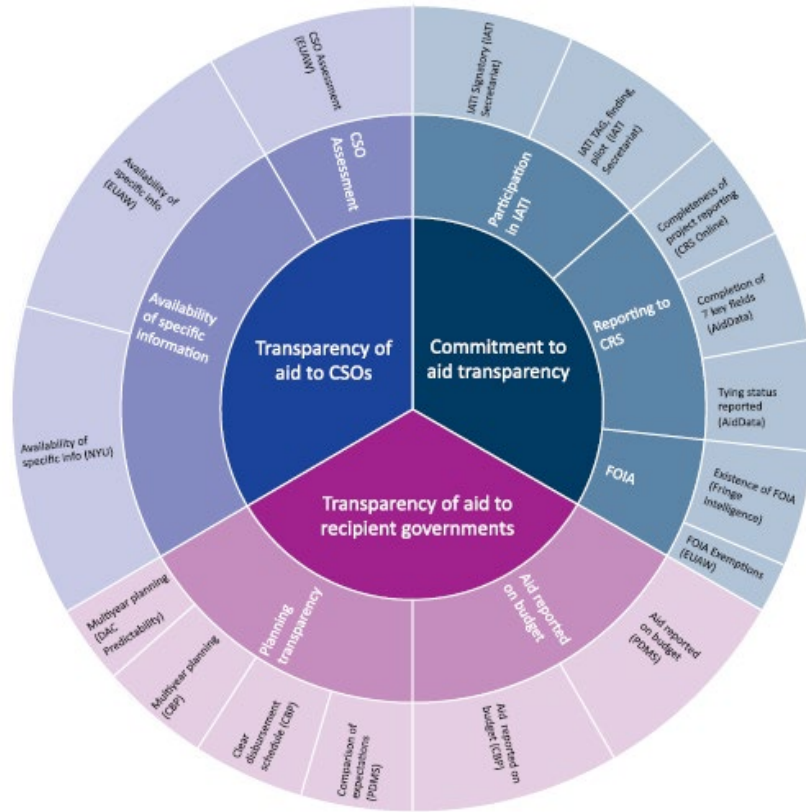 CSO Assessment
(EUAW)
IATI Signatory (IATI
Secretariat)
IATI TAG, finding,
pilot (IATI
Secretariat)
Completeness of
project reporting
(CRS Online)
Completion of
7 key fields
(AidData)
Tying status
reported
(AidData)
Existence of FOIA
(Fringe
Intelligence)
FOIA Exemptions
(EUAW)
Aid reported
on budget
(PDMS)
Aid reported on
budget (CBP)
Comparison of
expectations
(PDMS)
Clear
disbursement
schedule (CBP)
Multiyear planning
(CBP)
Multiyear planning
(DAC
Predictability)
Availability of
specific info (NYU)
Availability of
specific info
(EUAW)
CSO
Assessment
Participation
in IATI
Reporting to
CRS
FOIA
Aid reported
on budget
Planning
transparency
Availability
of specific
information
Transparency of
aid to CSOs
Commitment to
aid transparency
Transparency of aid to
recipient governments